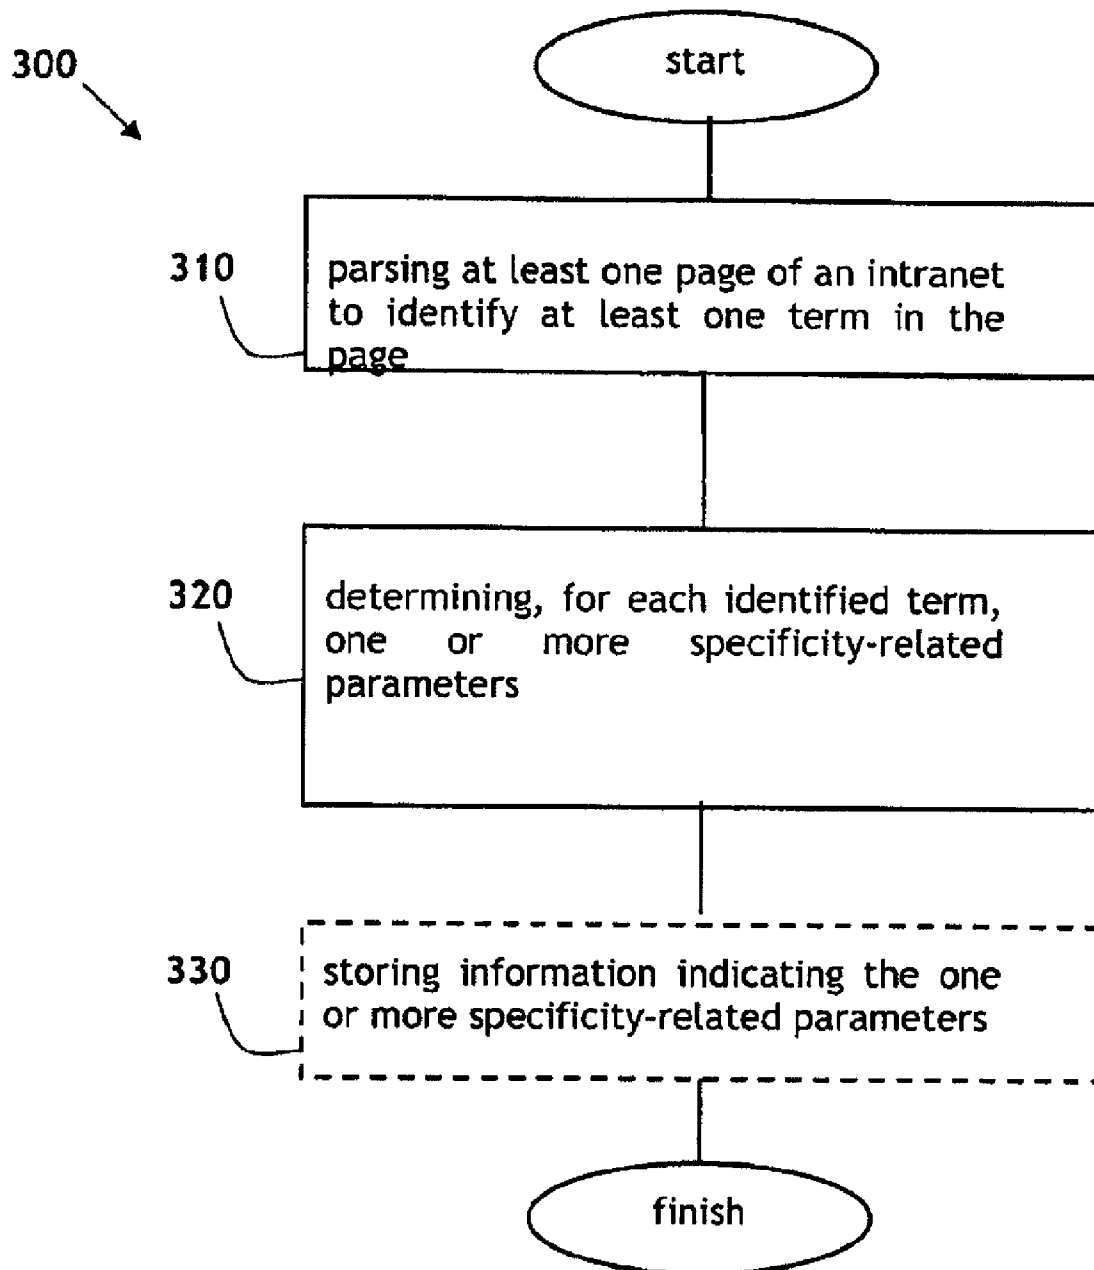 300
start
310
parsing at least one page of an intranet
to identify at least one term in the
page
320
determining, for each identified term,
one or more specificity-related
parameters
330
storing information indicating the one
or more specificity-related parameters
finish